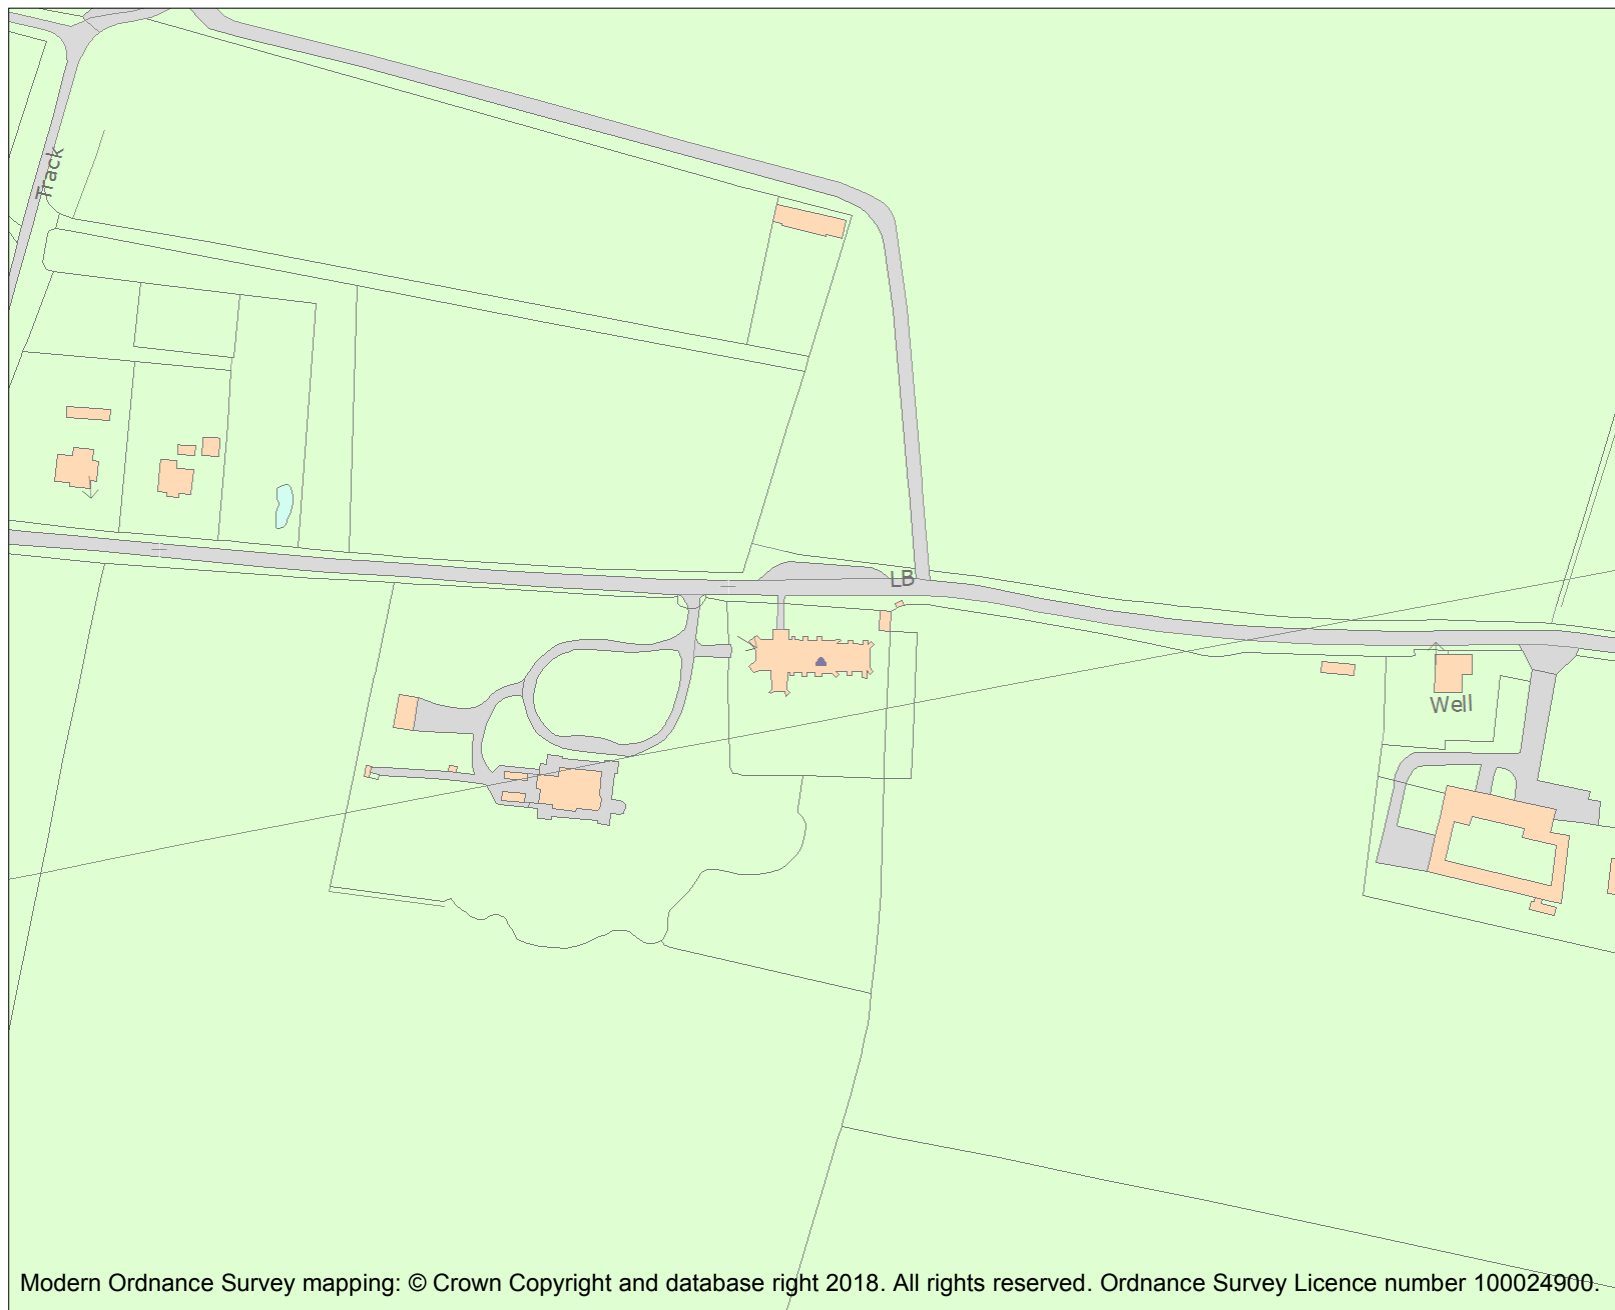 Track
LB
Well
Modern Ordnance Survey mapping: © Crown Copyright and database right 2018. All rights reserved. Ordnance Survey Licence number 100024900.